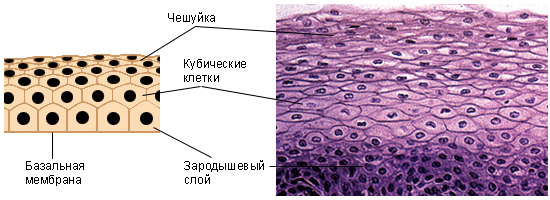 Чешуйка
Кубические
клетки
Базальная
мембрана
Зародышевый
слой